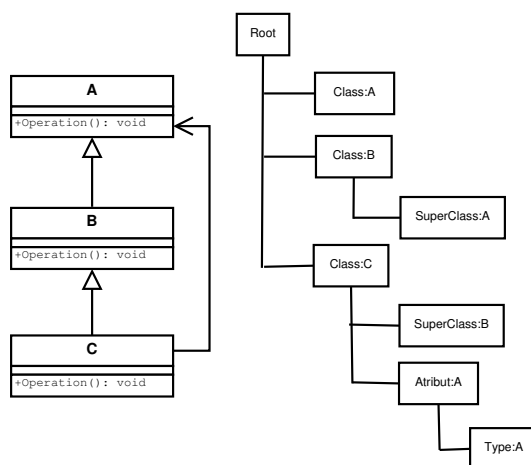 A
+Operation(): void
B
+Operation(): void
C
+Operation(): void
Root
Class:A
Class:B
SuperClass:A
Class:C
SuperClass:B
Atribut:A
Type:A